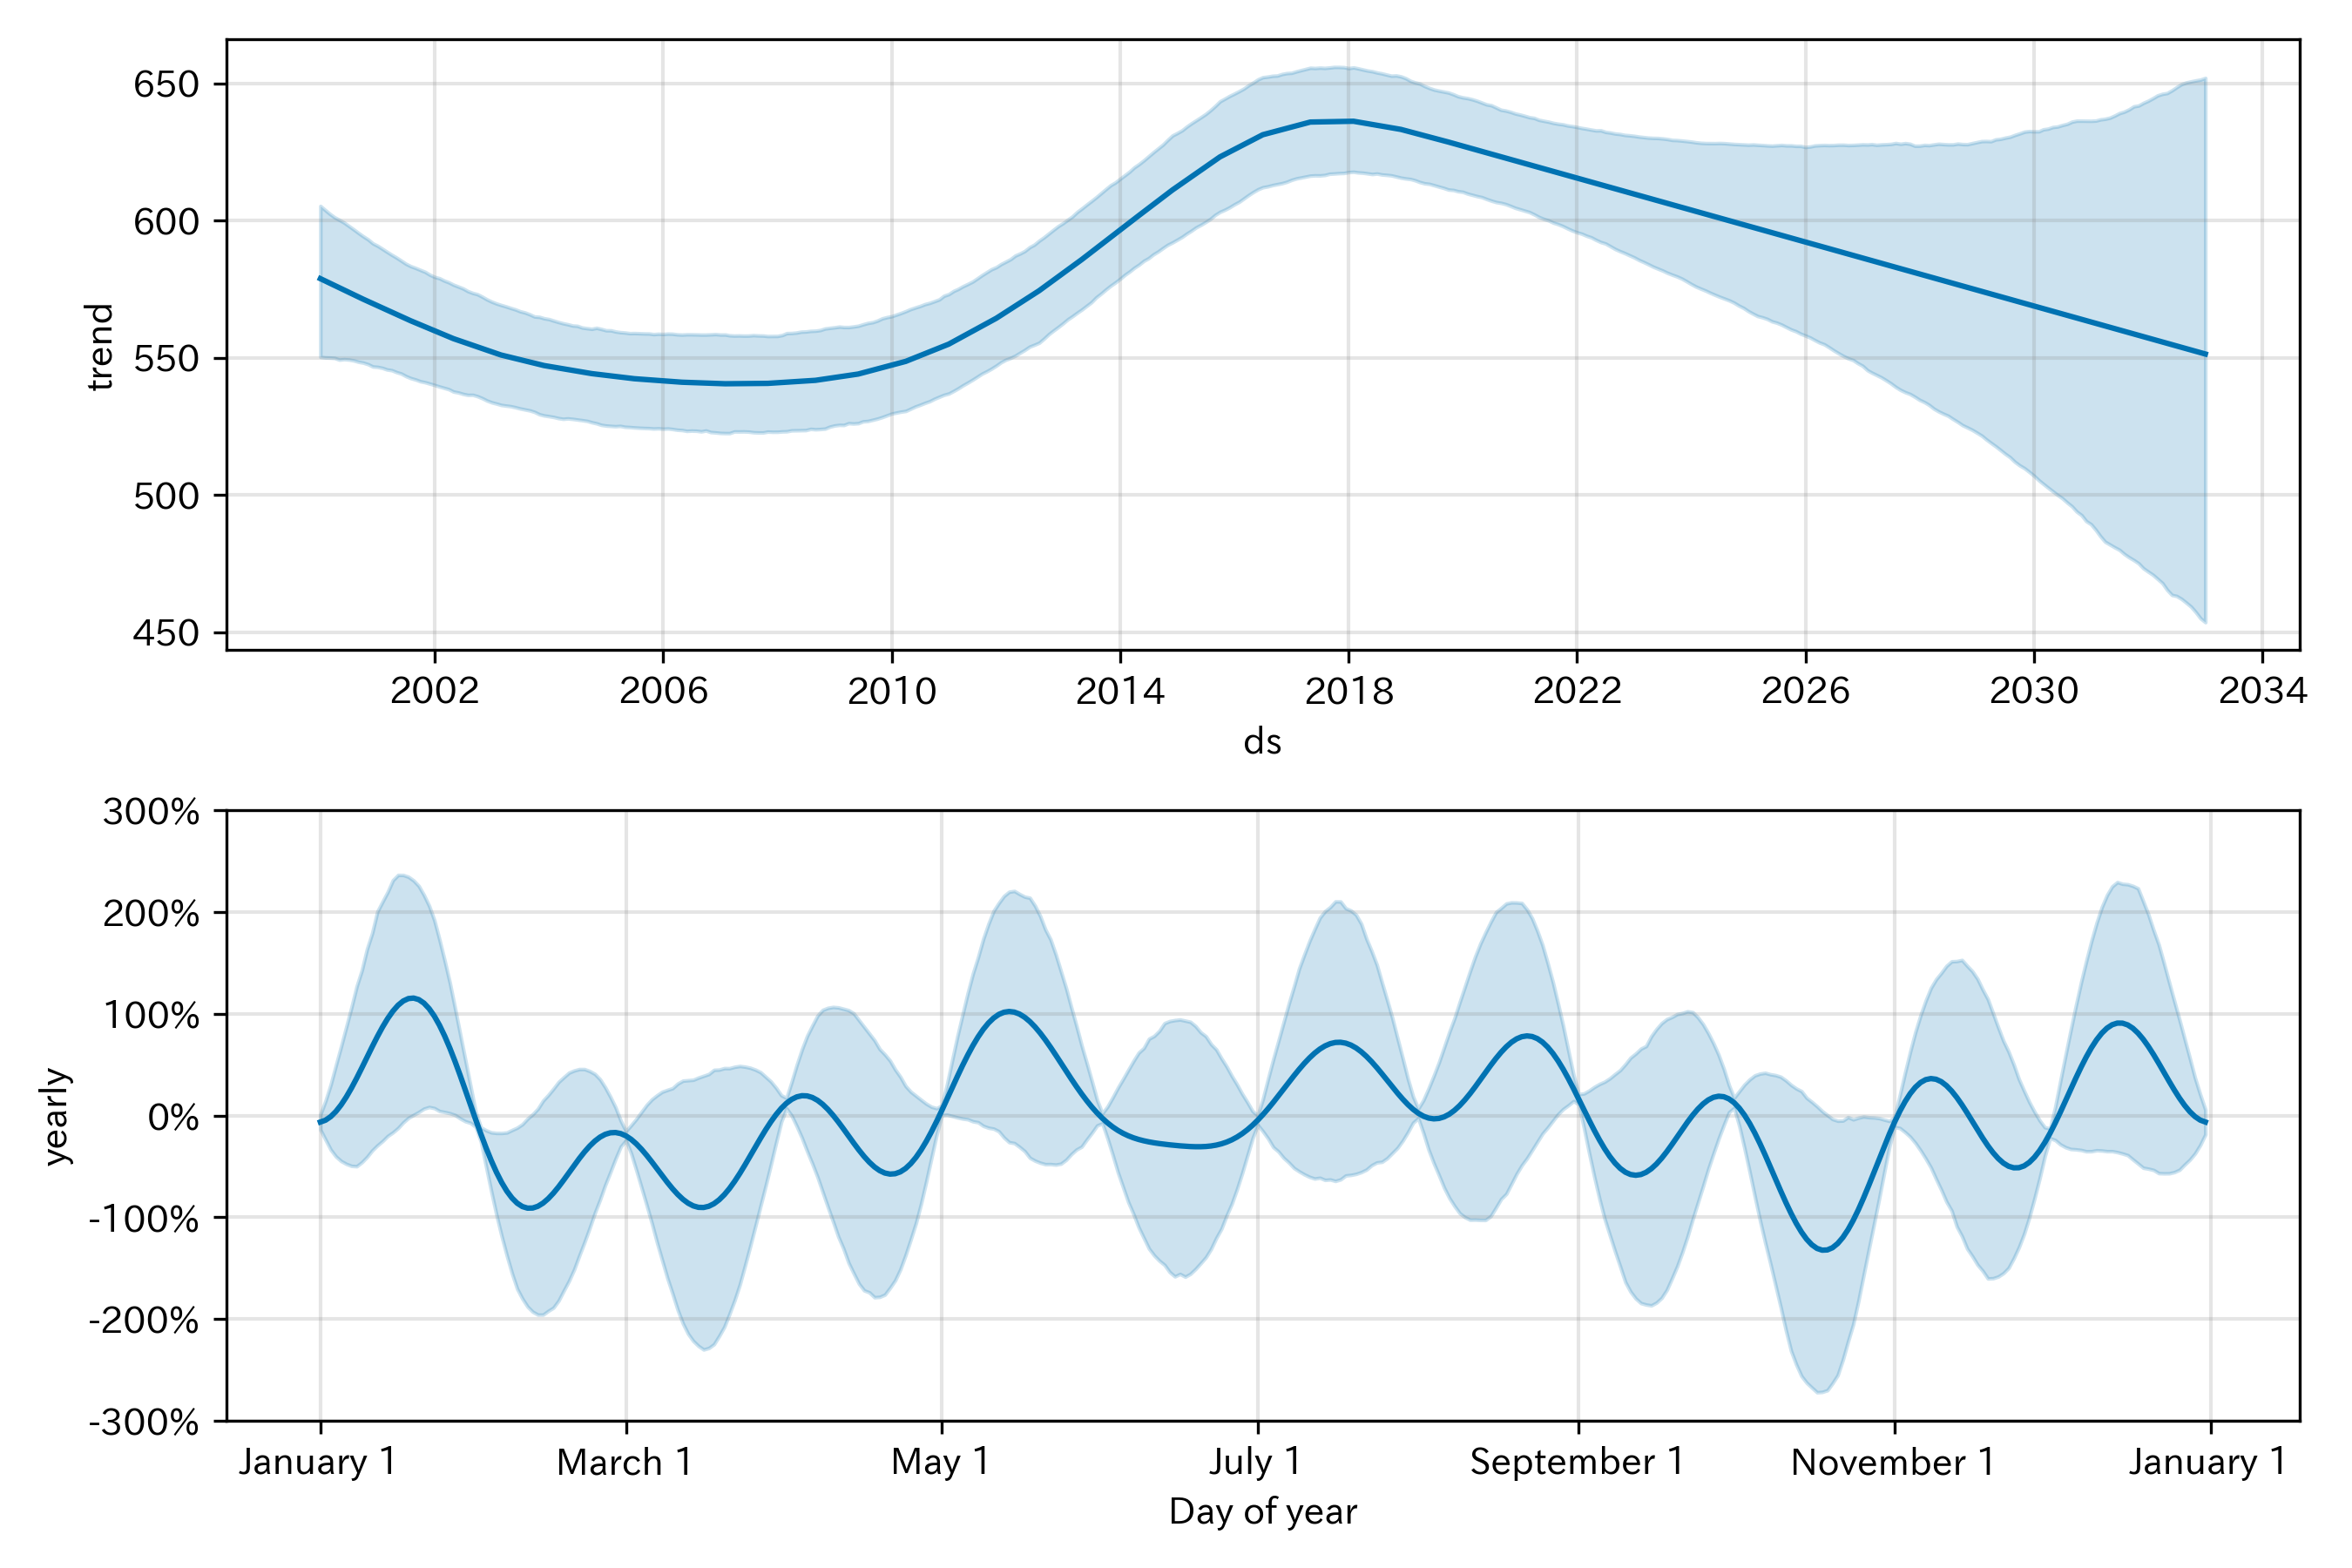 650
600
550
500
450
trend
2002 2006 2010 2014 2018 2022 2026 2030 2034
ds
300%
200%
100%
0%
-100%
-200%
-300%
yearly
January 1 March 1 May 1 July 1 September 1 November 1 January 1
Day of year